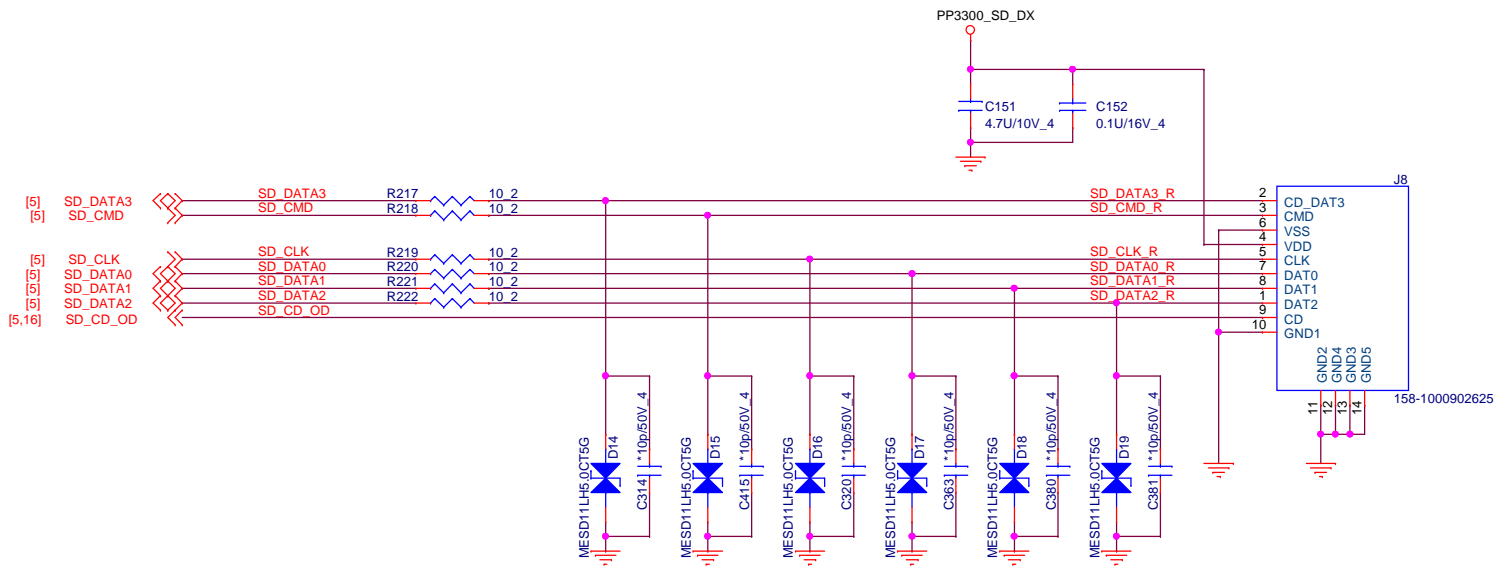 PP3300_SD_DX
C151
4.7U/10V_4
C152
0.1U/16V_4
J8
[5] SD_DATA3 SD_DATA3 R217 10_2 SD_DATA3_R 2 CD_DAT3
[5] SD_CMD SD_CMD R218 10_2 SD_CMD_R 3 CMD
6 VSS
4 VDD
[5] SD_CLK SD_CLK R219 10_2 SD_CLK_R 5 CLK
[5] SD_DATA0 SD_DATA0 R220 10_2 SD_DATA0_R 7 DAT0
[5] SD_DATA1 SD_DATA1 R221 10_2 SD_DATA1_R 8 DAT1
[5] SD_DATA2 SD_DATA2 R222 10_2 SD_DATA2_R 1 DAT2
[5,16] SD_CD_OD SD_CD_OD 9 CD
10 GND1
GND2
GND4
GND3
GND5
11
12
13
14
158-1000902625
MESD11LH5.0CT5G
D14
C314
*10p/50V_4
MESD11LH5.0CT5G
D15
C415
*10p/50V_4
MESD11LH5.0CT5G
D16
C320
*10p/50V_4
MESD11LH5.0CT5G
D17
C363
*10p/50V_4
MESD11LH5.0CT5G
D18
C380
*10p/50V_4
MESD11LH5.0CT5G
D19
C381
*10p/50V_4